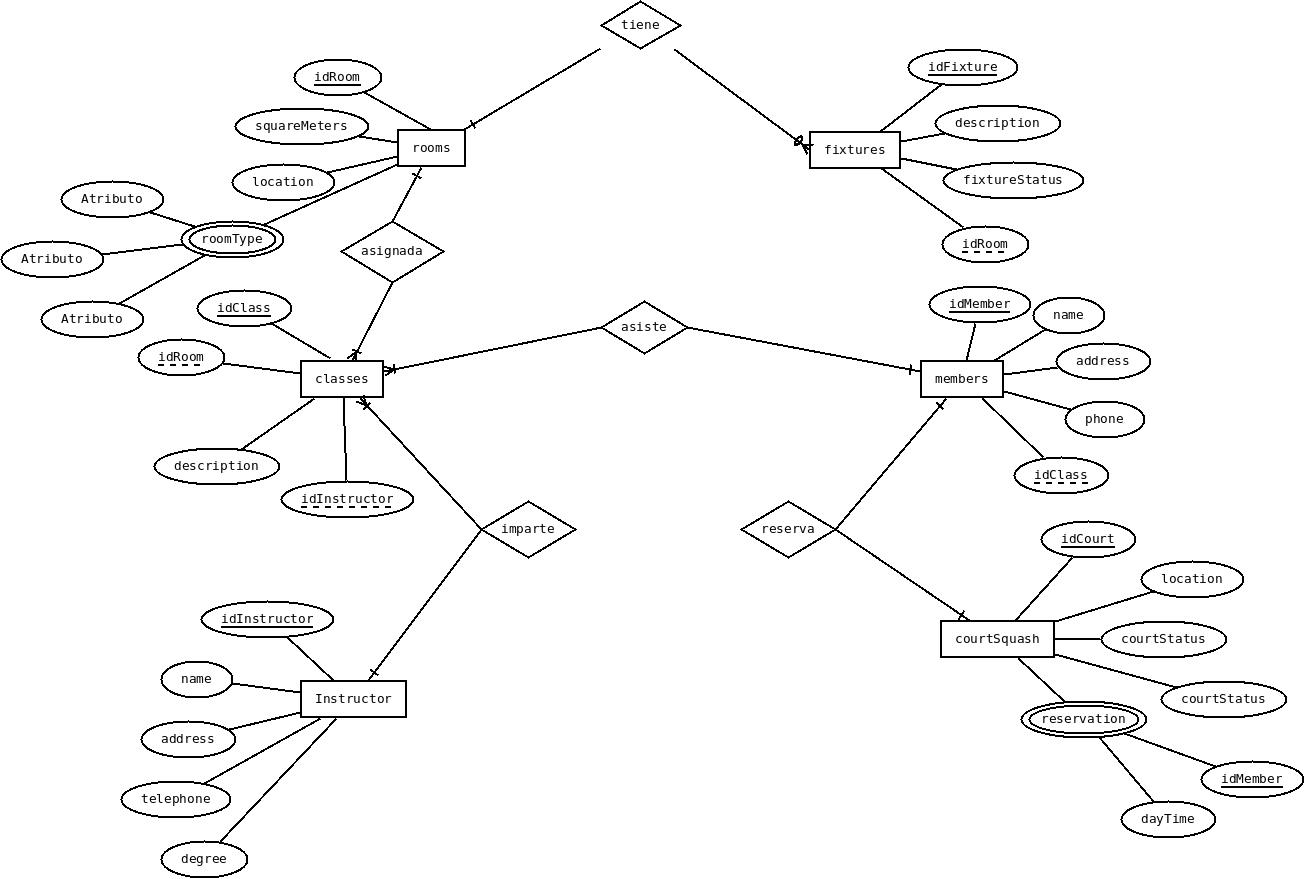 tiene
idRoom
idFixture
squareMeters
description
rooms
fixtures
location
fixtureStatus
Atributo
roomType
idRoom
asignada
Atributo
idClass
idMember
name
Atributo
asiste
idRoom
address
classes
members
phone
description
idClass
idInstructor
imparte
reserva
idCourt
location
idInstructor
courtSquash
courtStatus
name
Instructor
courtStatus
reservation
address
idMember
telephone
dayTime
degree